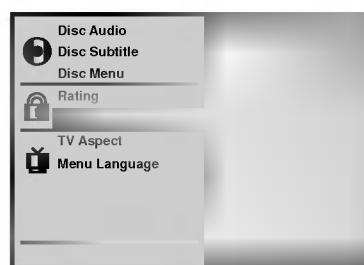 Disc Audio
Disc Subtitle
Disc Menu
Rating
TV Aspect
Menu Language